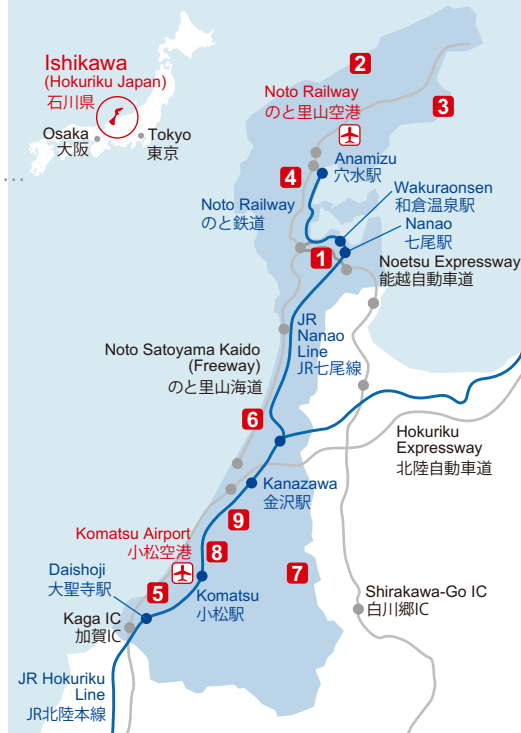 Ishikawa
(Hokuriku Japan)
石川県
Osaka
大阪
Tokyo
東京
...
2
Noto Railway
のと里山空港
3
Anamizu
穴水駅
4
Wakuraonsen
和倉温泉駅
Noto Railway
のと鉄道
Nanao
七尾駅
1
Noetsu Expressway
能越自動車道
JR
Nanao
Line
JR七尾線
Noto Satoyama Kaido
(Freeway)
のと里山海道
6
Hokuriku
Expressway
北陸自動車道
Kanazawa
金沢駅
9
Komatsu Airport
小松空港
8
7
Daishoji
大聖寺駅
5
Komatsu
小松駅
Shirakawa-Go IC
白川郷IC
Kaga IC
加賀IC
JR Hokuriku
Line
JR北陸本線